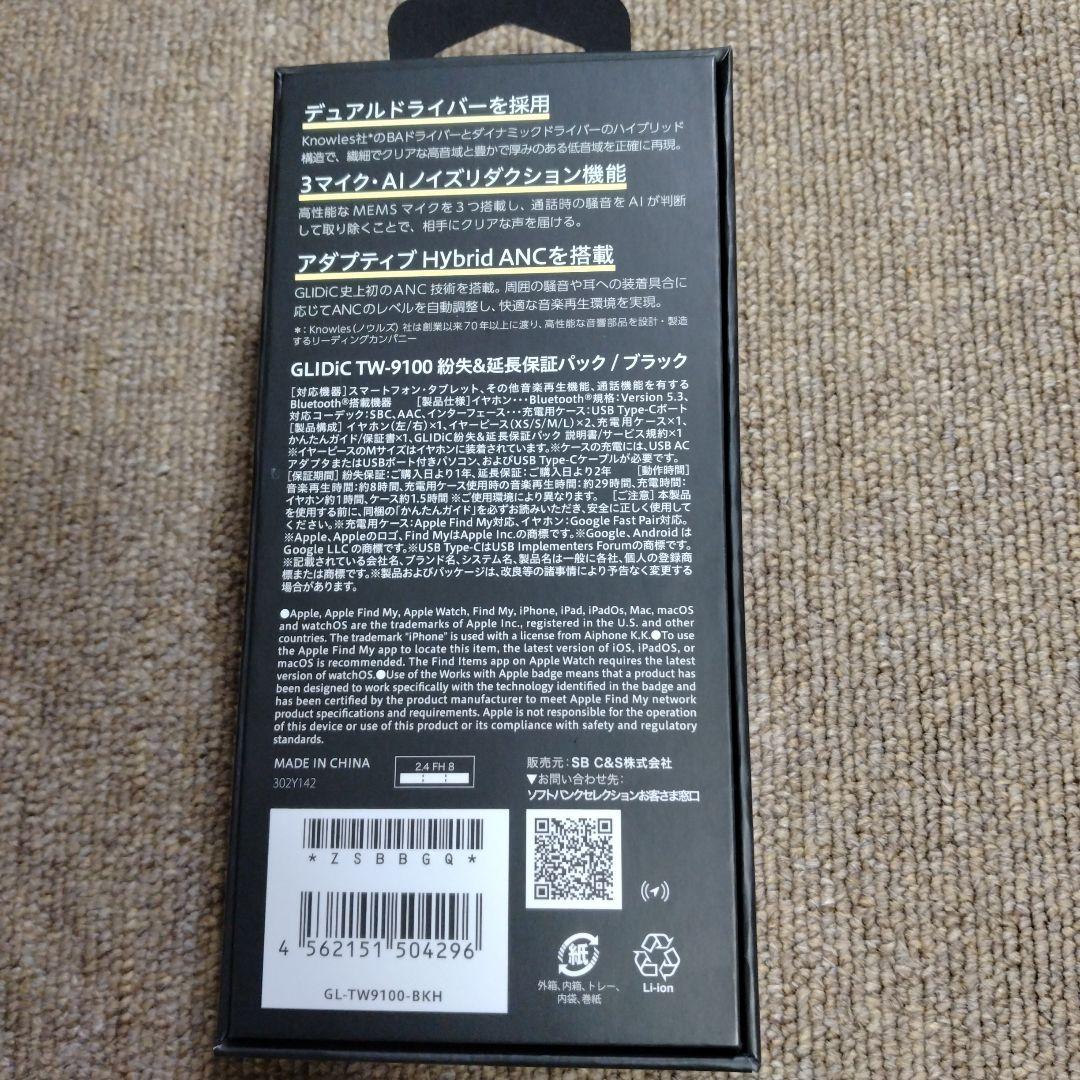 デュアルドライバーを採用
Knowles社*のBAドライバーとダイナミックドライバーのハイブリッド
構造で、繊細でクリアな高音域と豊かで厚みのある低音域を正確に再現。
3マイク・AIノイズリダクション機能
高性能なMEMSマイクを3つ搭載し、通話時の騒音をAIが判断
して取り除くことで、相手にクリアな声を届ける。
アダプティブ Hybrid ANCを搭載
GLIDiC史上初のANC技術を搭載。周囲の騒音や耳への装着具合に
応じてANCのレベルを自動調整し、快適な音楽再生環境を実現。
*:Knowles(ノウルズ)社は創業以来70年以上に渡り、高性能な音響部品を設計・製造
するリーディングカンパニー
GLIDiC TW-9100 紛失&延長保証パック / ブラック
[対応機器]スマートフォン・タブレット、その他音楽再生機能、通話機能を有する
Bluetooth®搭載機器 [製品仕様]イヤホン・・・Bluetooth®規格:Version 5.3、
対応コーデック:SBC、AAC、インターフェース・・・充電用ケース:USB Type-Cポート
[製品構成]イヤホン(左/右)×1、イヤーピース(XS/S/M/L)×2、充電用ケース×1、
かんたんガイド/保証書×1、GLIDiC紛失&延長保証パック 説明書/サービス規約×1
※イヤーピースのMサイズはイヤホンに装着されています。※ケースの充電には、USB AC
アダプタまたはUSBポート付きパソコン、およびUSB Type-Cケーブルが必要です。
[保証期間]紛失保証:ご購入日より1年、延長保証:ご購入日より2年 [動作時間]
音楽再生時間:約8時間、充電用ケース使用時の音楽再生時間:約29時間、充電時間:
イヤホン約1時間、ケース約1.5時間 ※ご使用環境により異なります。 [ご注意]本製品
を使用する前に、同梱の「かんたんガイド」を必ずお読みいただき、安全に正しく使用して
ください。※充電用ケース:Apple Find My対応、イヤホン:Google Fast Pair対応。
※Apple、Appleのロゴ、Find MyはApple Inc.の商標です。※Google、Android は
Google LLC の商標です。※USB Type-CはUSB Implementers Forumの商標です。
※記載されている会社名、ブランド名、システム名、製品名は一般に各社、個人の登録商
標または商標です。※製品およびパッケージは、改良等の諸事情により予告なく変更する
場合があります。
●Apple, Apple Find My, Apple Watch, Find My, iPhone, iPad, iPadOs, Mac, macOS
and watchOS are the trademarks of Apple Inc., registered in the U.S. and other
countries. The trademark "iPhone" is used with a license from Aiphone K.K.●To use
the Apple Find My app to locate this item, the latest version of iOS, iPadOS, or
macOS is recommended. The Find Items app on Apple Watch requires the latest
version of watchOS.●Use of the Works with Apple badge means that a product has
been designed to work specifically with the technology identified in the badge and
has been certified by the product manufacturer to meet Apple Find My network
product specifications and requirements. Apple is not responsible for the operation
of this device or use of this product or its compliance with safety and regulatory
standards.
MADE IN CHINA
302Y142
2.4 FH 8
販売元:SB C&S株式会社
▼お問い合わせ先:
ソフトバンクセレクションお客さま窓口
*ZSBBGQ*
4 562151 504296
GL-TW9100-BKH
紙
外箱、内箱、トレー、
内袋、巻紙
Li-ion